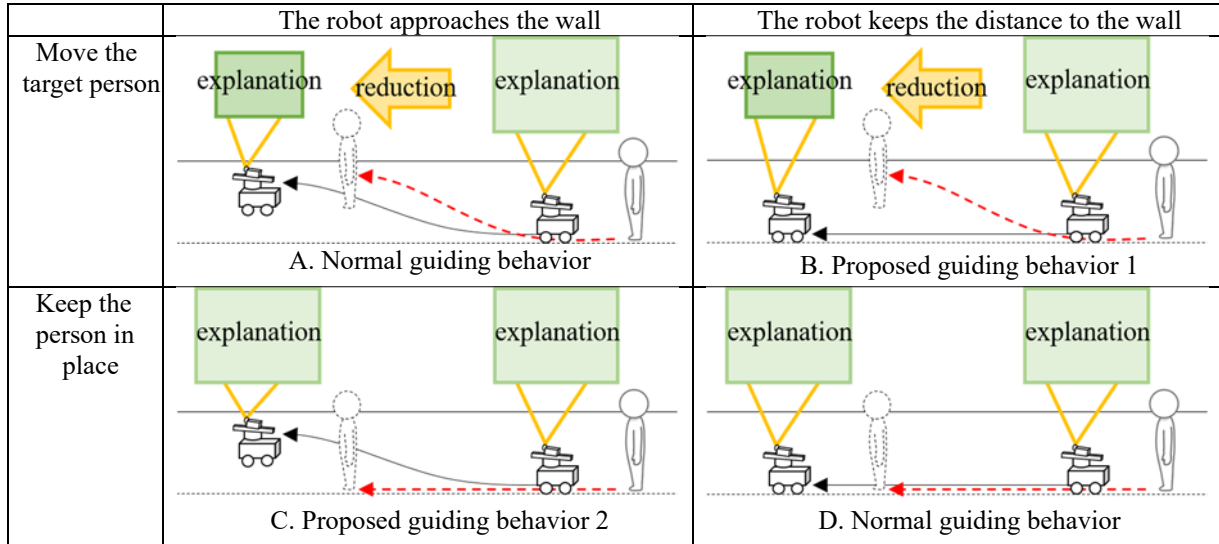 The robot approaches the wall
The robot keeps the distance to the wall
Move the
target person
explanation
reduction
explanation
A. Normal guiding behavior
explanation
reduction
explanation
B. Proposed guiding behavior 1
Keep the
person in
place
explanation
explanation
C. Proposed guiding behavior 2
explanation
explanation
D. Normal guiding behavior